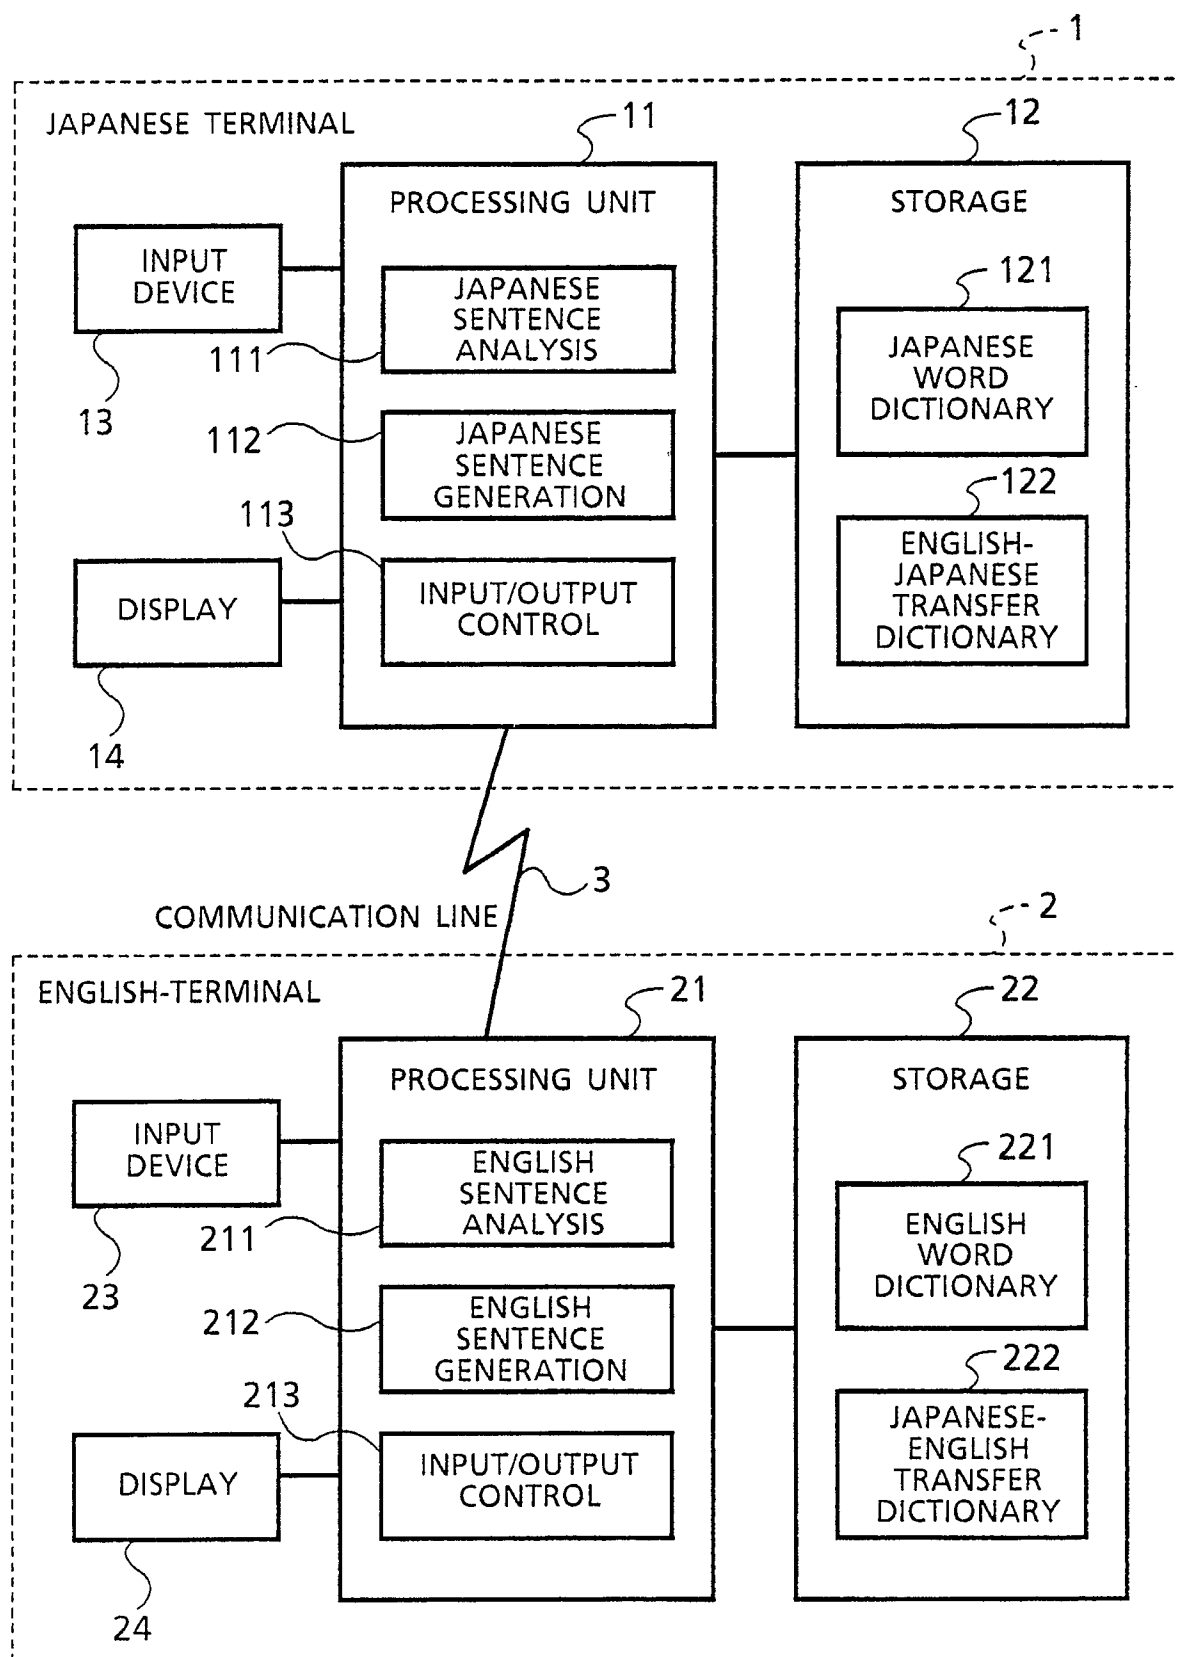 1
JAPANESE TERMINAL
11
12
PROCESSING UNIT
STORAGE
INPUT
DEVICE
13
JAPANESE
SENTENCE
ANALYSIS
111
121
JAPANESE
WORD
DICTIONARY
112
JAPANESE
SENTENCE
GENERATION
122
ENGLISH-
JAPANESE
TRANSFER
DICTIONARY
113
INPUT/OUTPUT
CONTROL
DISPLAY
14
3
COMMUNICATION LINE
2
ENGLISH-TERMINAL
21
22
PROCESSING UNIT
STORAGE
INPUT
DEVICE
23
ENGLISH
SENTENCE
ANALYSIS
211
221
ENGLISH
WORD
DICTIONARY
212
ENGLISH
SENTENCE
GENERATION
222
JAPANESE-
ENGLISH
TRANSFER
DICTIONARY
213
INPUT/OUTPUT
CONTROL
DISPLAY
24